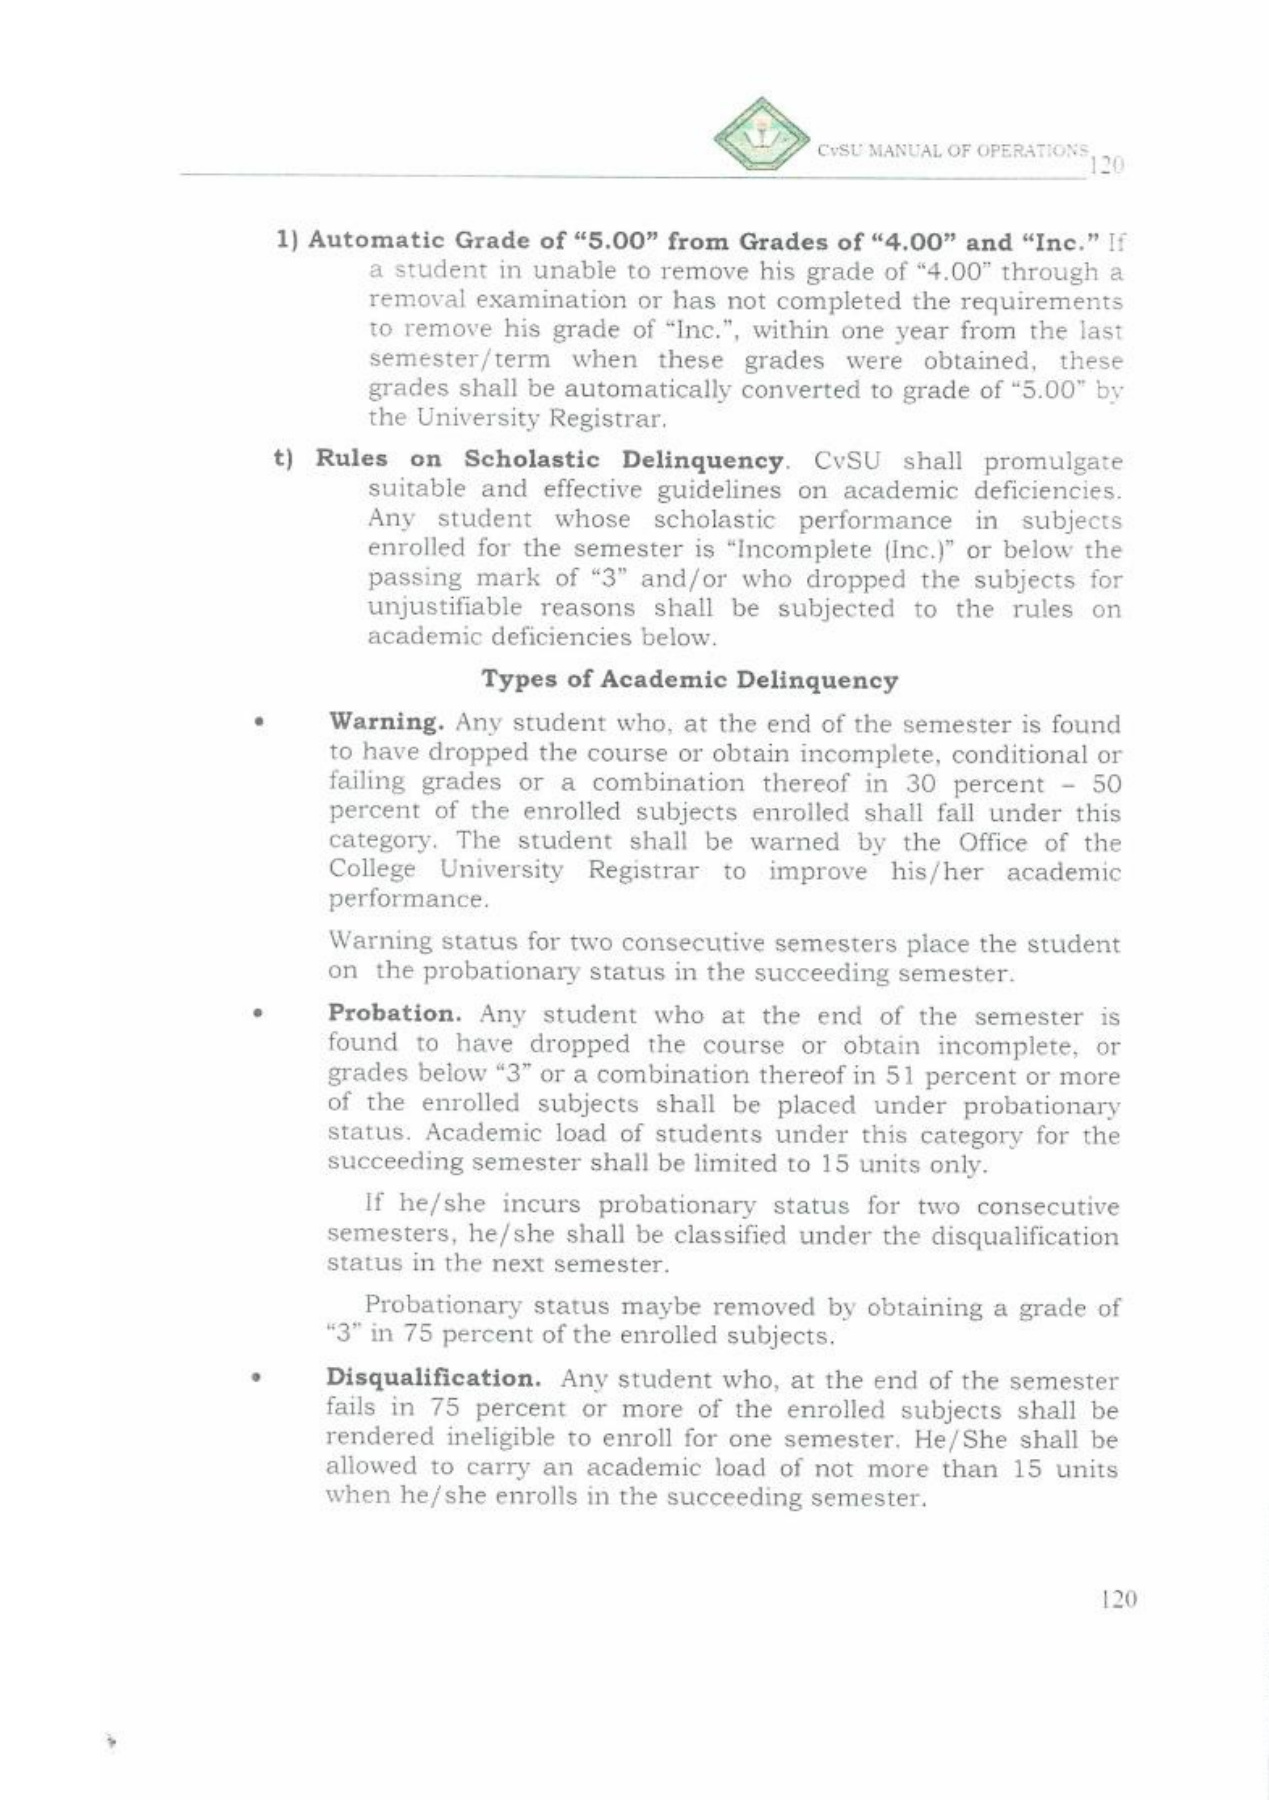 CvSU MANUAL OF OPERATIONS 120
1) Automatic Grade of “5.00” from Grades of “4.00” and “Inc.” If
a student in unable to remove his grade of “4.00” through a
removal examination or has not completed the requirements
to remove his grade of “Inc.”, within one year from the last
semester/term when these grades were obtained, these
grades shall be automatically converted to grade of “5.00” by
the University Registrar.
t) Rules on Scholastic Delinquency. CvSU shall promulgate
suitable and effective guidelines on academic deficiencies.
Any student whose scholastic performance in subjects
enrolled for the semester is “Incomplete (Inc.)” or below the
passing mark of “3” and/or who dropped the subjects for
unjustifiable reasons shall be subjected to the rules on
academic deficiencies below.
Types of Academic Delinquency
• Warning. Any student who, at the end of the semester is found
to have dropped the course or obtain incomplete, conditional or
failing grades or a combination thereof in 30 percent – 50
percent of the enrolled subjects enrolled shall fall under this
category. The student shall be warned by the Office of the
College University Registrar to improve his/her academic
performance.
Warning status for two consecutive semesters place the student
on the probationary status in the succeeding semester.
• Probation. Any student who at the end of the semester is
found to have dropped the course or obtain incomplete, or
grades below “3” or a combination thereof in 51 percent or more
of the enrolled subjects shall be placed under probationary
status. Academic load of students under this category for the
succeeding semester shall be limited to 15 units only.
If he/she incurs probationary status for two consecutive
semesters, he/she shall be classified under the disqualification
status in the next semester.
Probationary status maybe removed by obtaining a grade of
“3” in 75 percent of the enrolled subjects.
• Disqualification. Any student who, at the end of the semester
fails in 75 percent or more of the enrolled subjects shall be
rendered ineligible to enroll for one semester. He/She shall be
allowed to carry an academic load of not more than 15 units
when he/she enrolls in the succeeding semester.
120